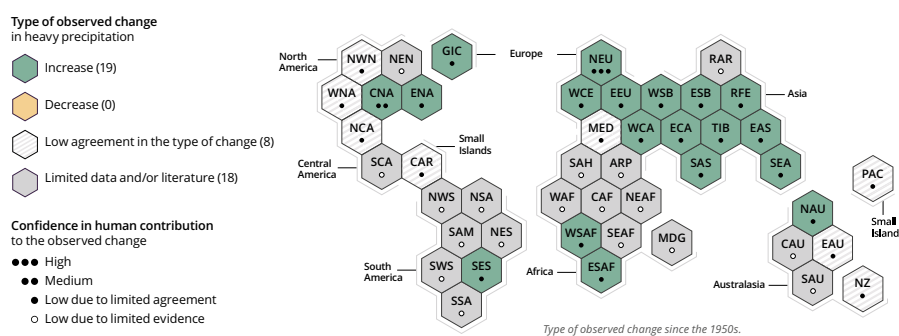 Type of observed change
in heavy precipitation
Increase (19)
Decrease (0)
Low agreement in the type of change (8)
Limited data and/or literature (18)
Confidence in human contribution
to the observed change
High
Medium
Low due to limited agreement
Low due to limited evidence
North
America
NWN
NEN
GIC
WNA
CNA
ENA
NCA
Small
Islands
Central
America
SCA
CAR
NWS
NSA
SAM
NES
South
America
SWS
SES
SSA
Europe
NEU
RAR
WCE
EEU
WSB
ESB
RFE
Asia
MED
WCA
ECA
TIB
EAS
SAH
ARP
SAS
SEA
WAF
CAF
NEAF
WSAF
SEAF
MDG
Africa
ESAF
PAC
Small
Island
NAU
CAU
EAU
Australasia
SAU
NZ
Type of observed change since the 1950s.